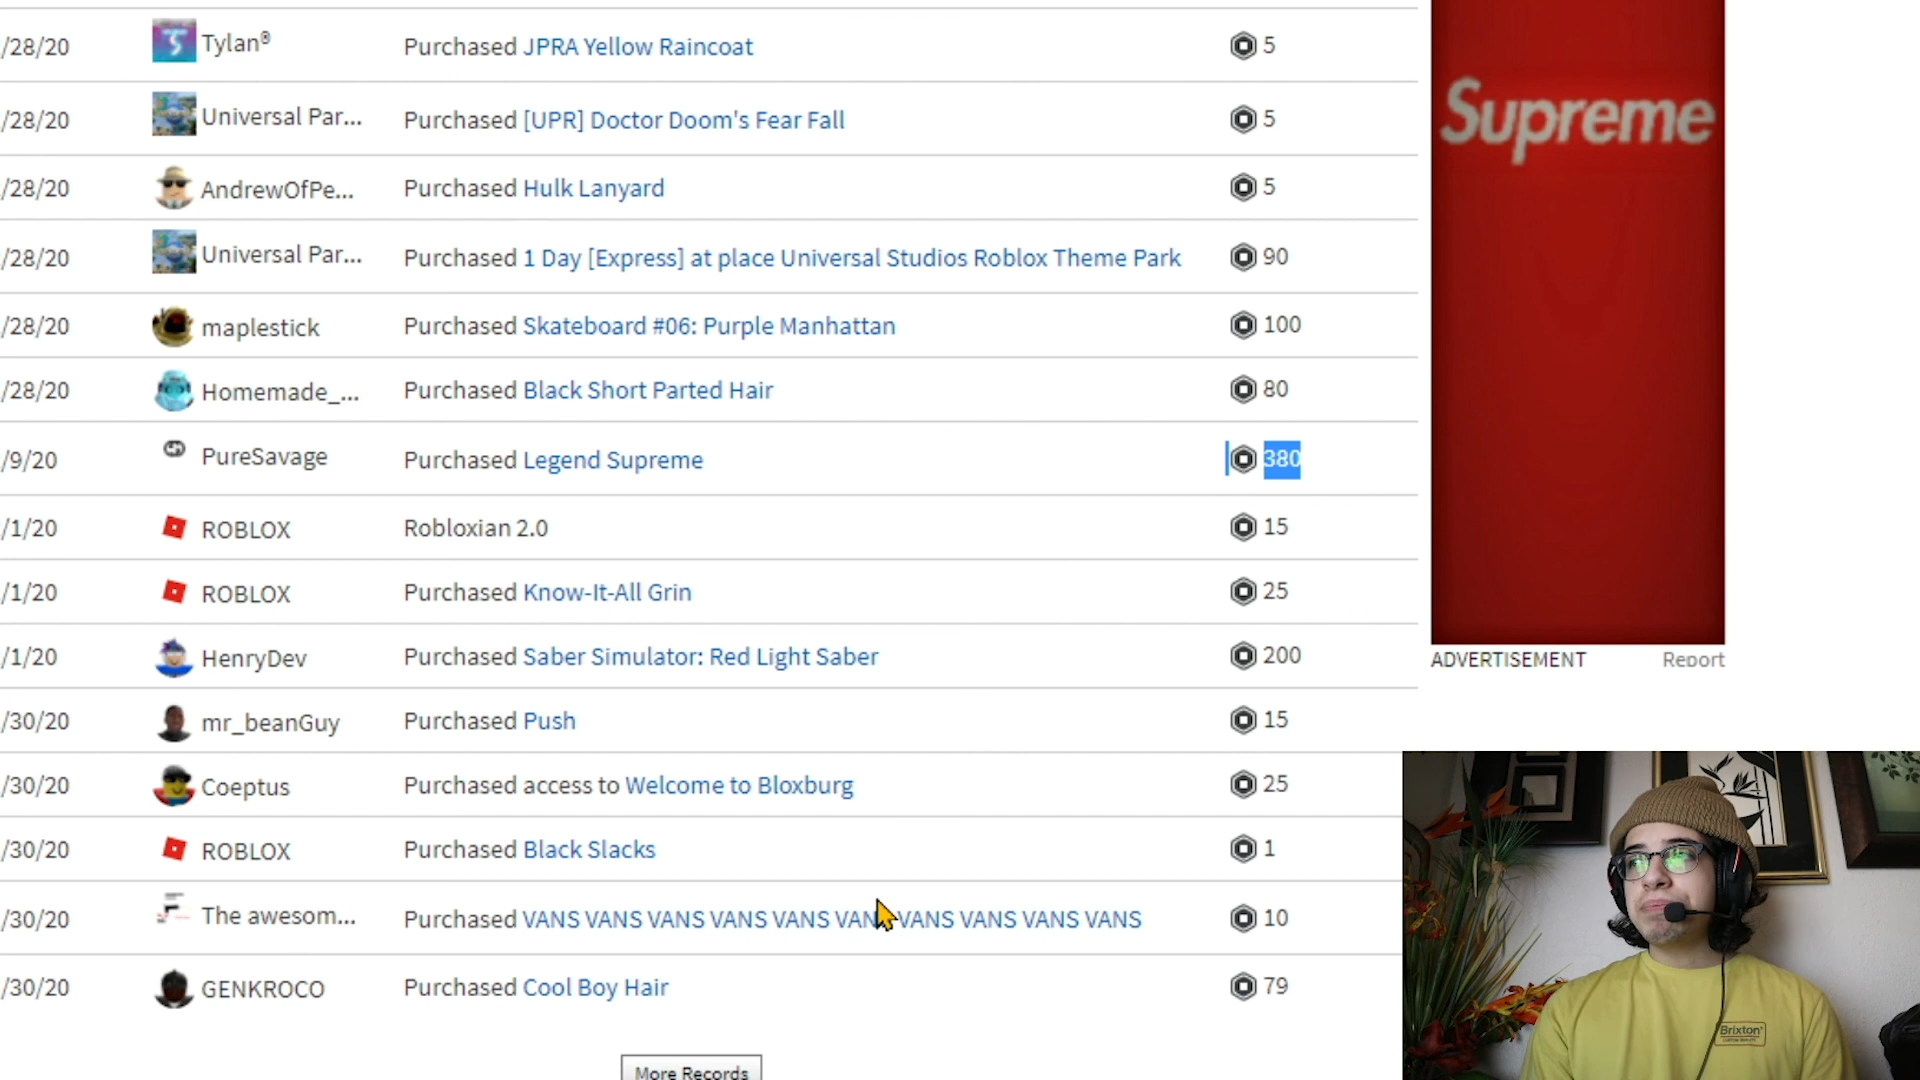 /28/20 Tylan® Purchased JPRA Yellow Raincoat 5
/28/20 Universal Par... Purchased [UPR] Doctor Doom's Fear Fall 5
/28/20 AndrewOfPe... Purchased Hulk Lanyard 5
/28/20 Universal Par... Purchased 1 Day [Express] at place Universal Studios Roblox Theme Park 90
/28/20 maplestick Purchased Skateboard #06: Purple Manhattan 100
/28/20 Homemade_... Purchased Black Short Parted Hair 80
/9/20 PureSavage Purchased Legend Supreme 380
/1/20 ROBLOX Robloxian 2.0 15
/1/20 ROBLOX Purchased Know-It-All Grin 25
/1/20 HenryDev Purchased Saber Simulator: Red Light Saber 200
/30/20 mr_beanGuy Purchased Push 15
/30/20 Coeptus Purchased access to Welcome to Bloxburg 25
/30/20 ROBLOX Purchased Black Slacks 1
/30/20 The awesom... Purchased VANS VANS VANS VANS VANS VAN VANS VANS VANS VANS 10
/30/20 GENKROCO Purchased Cool Boy Hair 79
More Records
Supreme
ADVERTISEMENT Report
Brixton